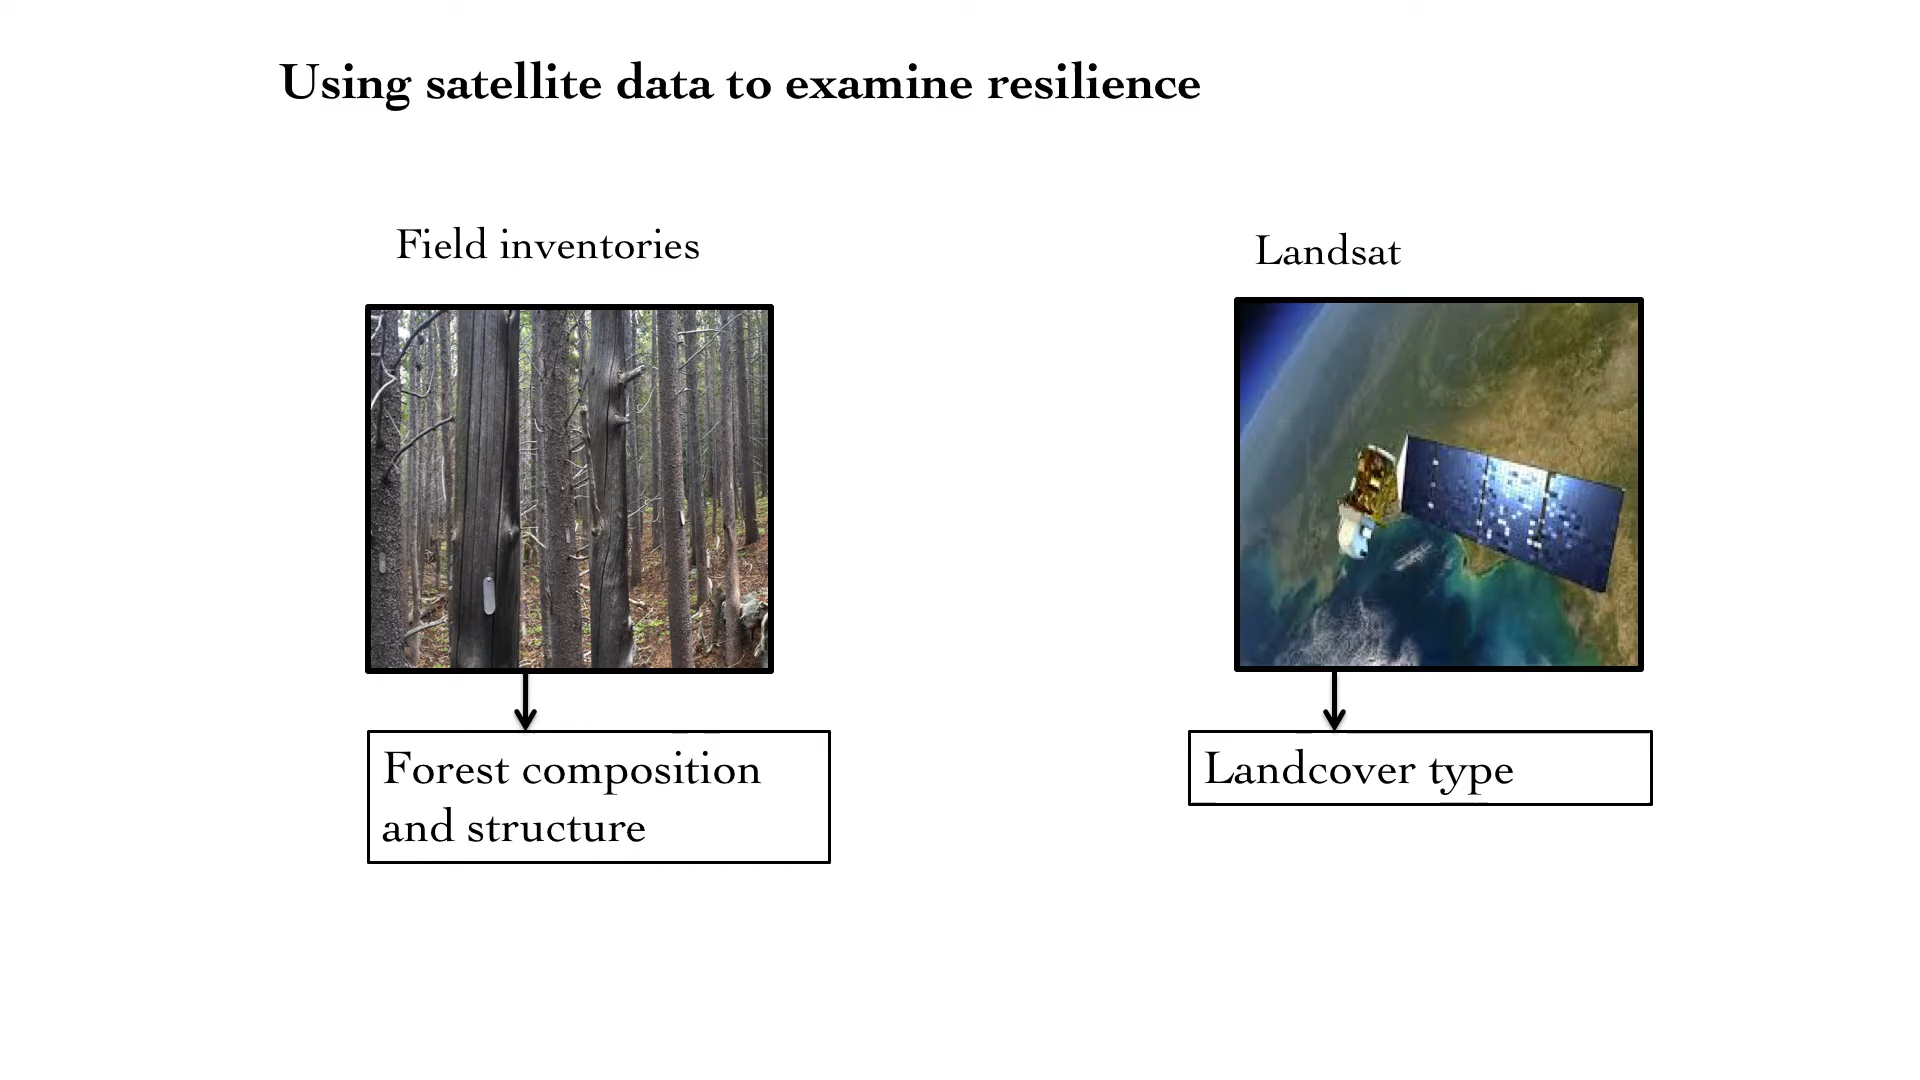 Using satellite data to examine resilience
Field inventories
Landsat
Forest composition
and structure
Landcover type